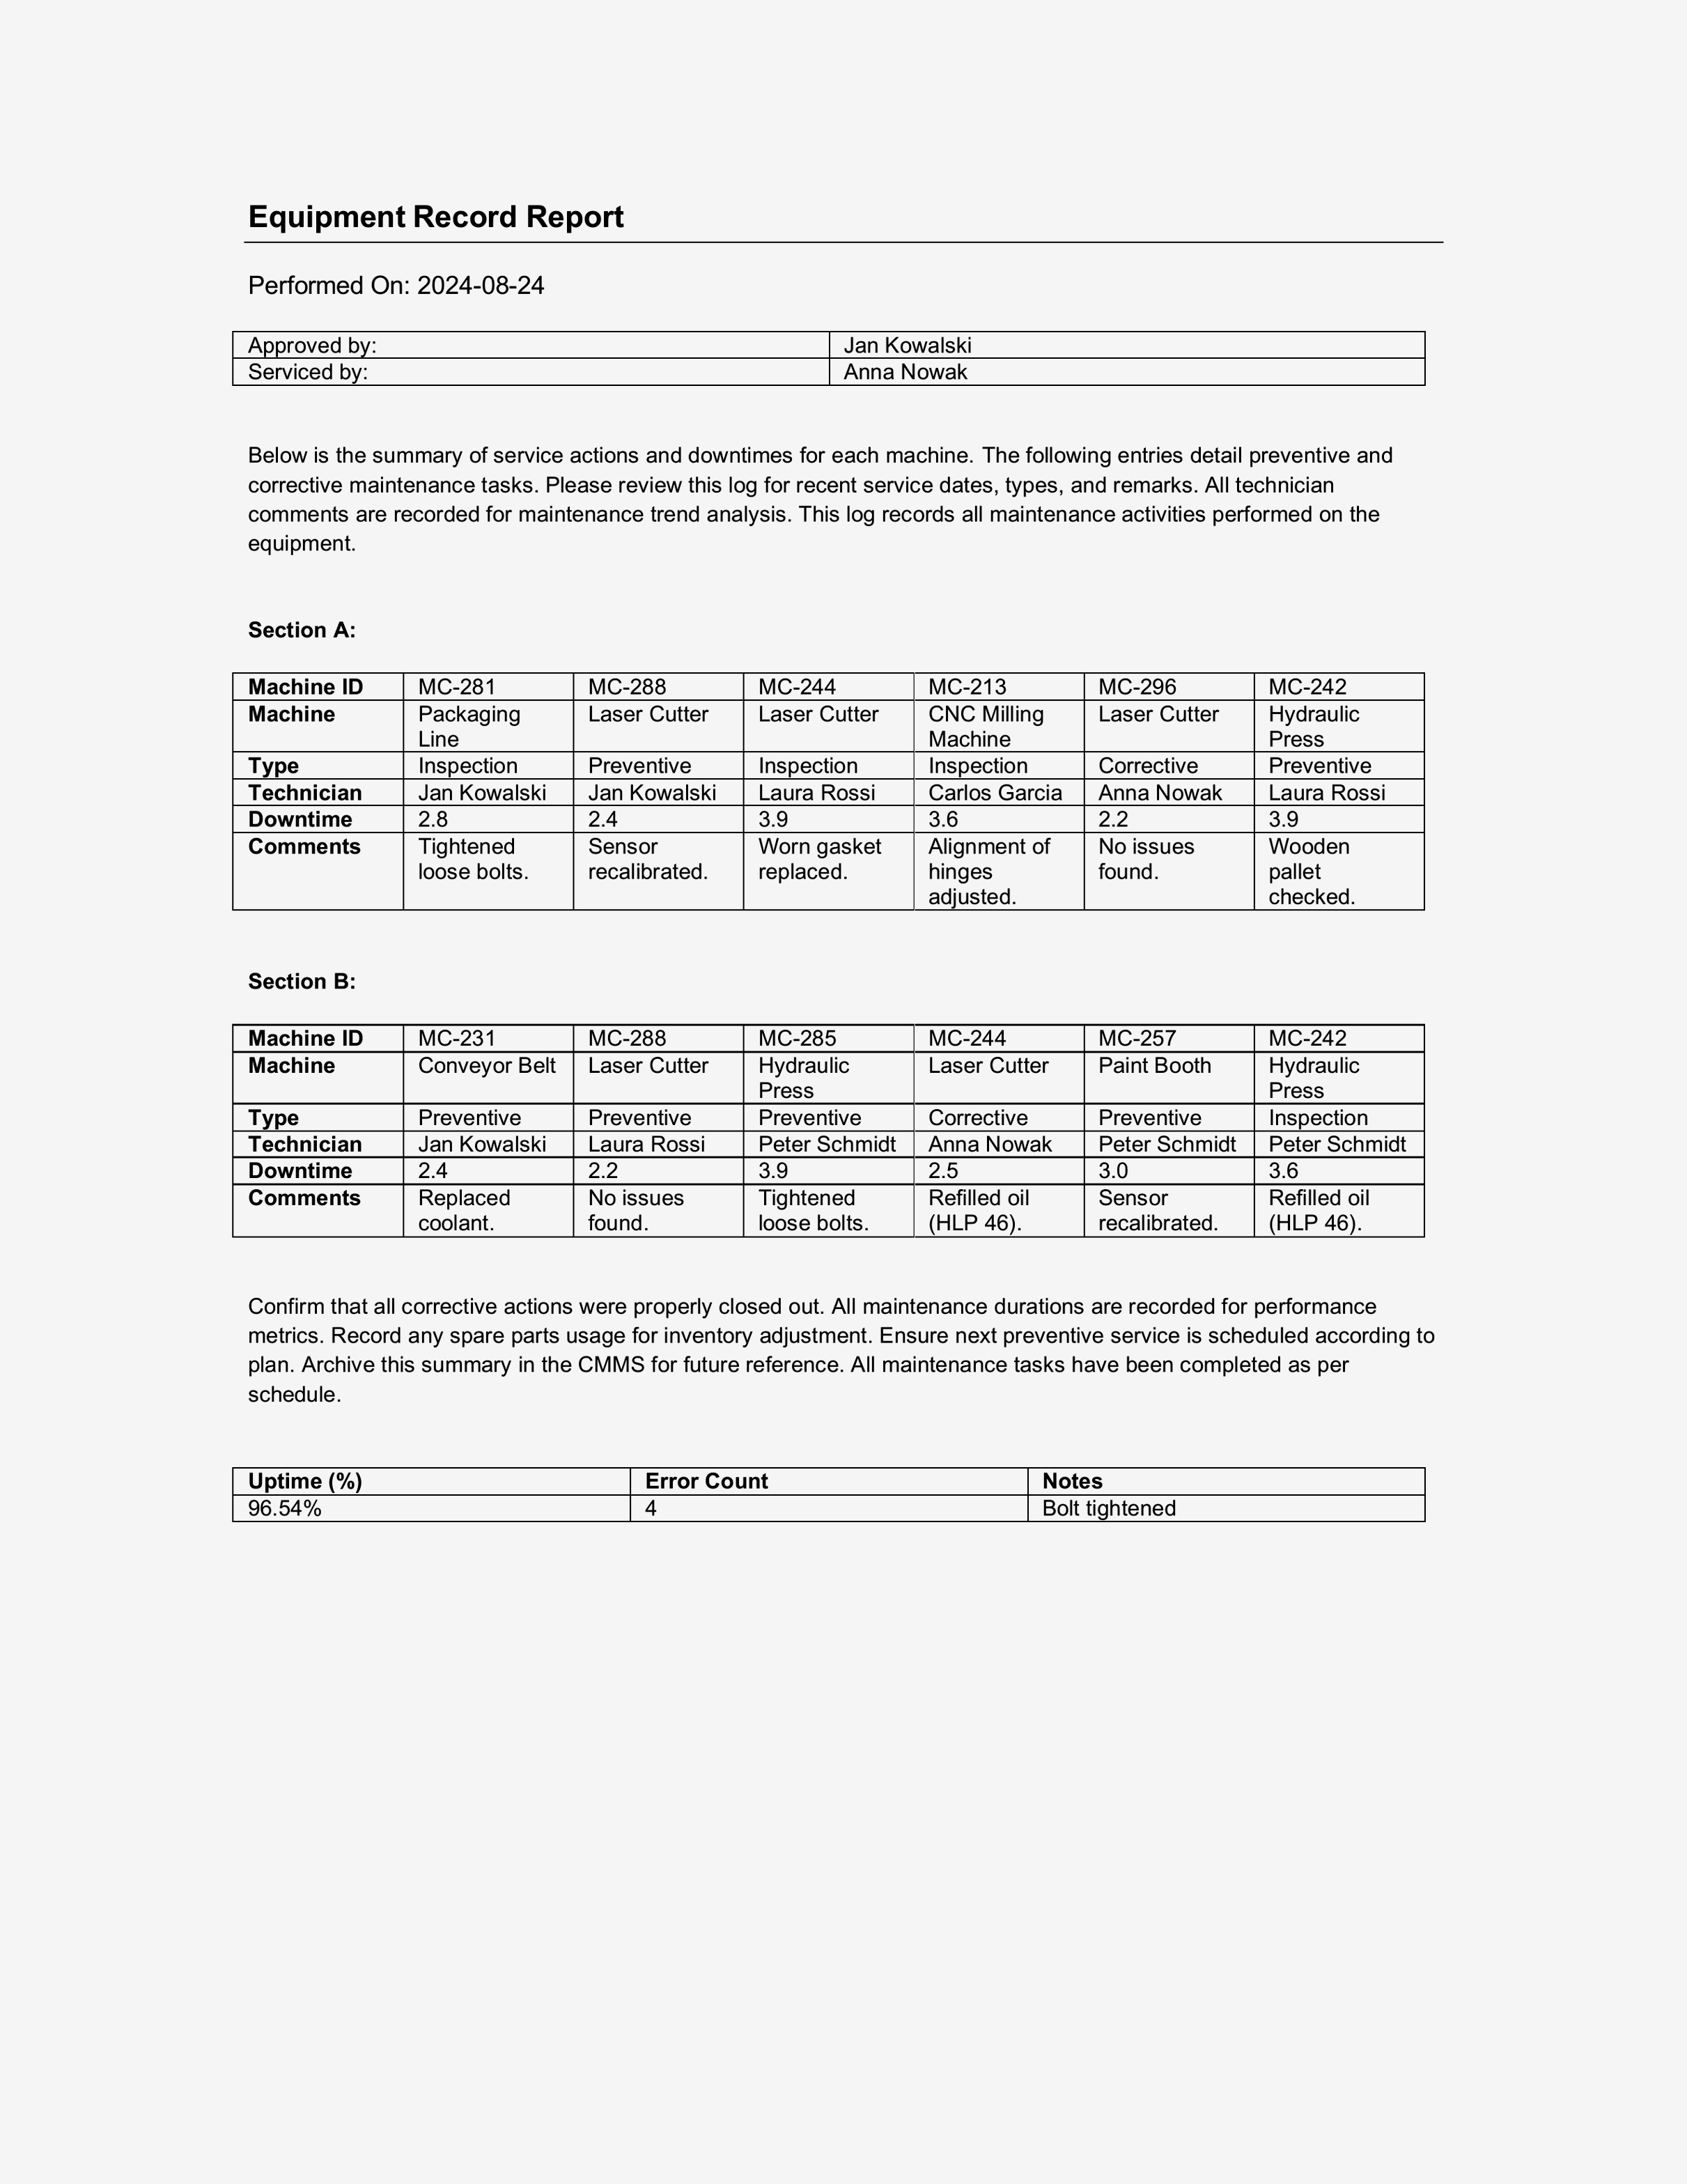 Equipment Record Report
Performed On: 2024-08-24
Approved by: Jan Kowalski
Serviced by: Anna Nowak
Below is the summary of service actions and downtimes for each machine. The following entries detail preventive and
corrective maintenance tasks. Please review this log for recent service dates, types, and remarks. All technician
comments are recorded for maintenance trend analysis. This log records all maintenance activities performed on the
equipment.
Section A:
Machine ID MC-281 MC-288 MC-244 MC-213 MC-296 MC-242
Machine Packaging Laser Cutter Laser Cutter CNC Milling Laser Cutter Hydraulic
Line Machine Press
Type Inspection Preventive Inspection Inspection Corrective Preventive
Technician Jan Kowalski Jan Kowalski Laura Rossi Carlos Garcia Anna Nowak Laura Rossi
Downtime 2.8 2.4 3.9 3.6 2.2 3.9
Comments Tightened Sensor Worn gasket Alignment of No issues Wooden
loose bolts. recalibrated. replaced. hinges found. pallet
adjusted. checked.
Section B:
Machine ID MC-231 MC-288 MC-285 MC-244 MC-257 MC-242
Machine Conveyor Belt Laser Cutter Hydraulic Laser Cutter Paint Booth Hydraulic
Press Press
Type Preventive Preventive Preventive Corrective Preventive Inspection
Technician Jan Kowalski Laura Rossi Peter Schmidt Anna Nowak Peter Schmidt Peter Schmidt
Downtime 2.4 2.2 3.9 2.5 3.0 3.6
Comments Replaced No issues Tightened Refilled oil Sensor Refilled oil
coolant. found. loose bolts. (HLP 46). recalibrated. (HLP 46).
Confirm that all corrective actions were properly closed out. All maintenance durations are recorded for performance
metrics. Record any spare parts usage for inventory adjustment. Ensure next preventive service is scheduled according to
plan. Archive this summary in the CMMS for future reference. All maintenance tasks have been completed as per
schedule.
Uptime (%) Error Count Notes
96.54% 4 Bolt tightened